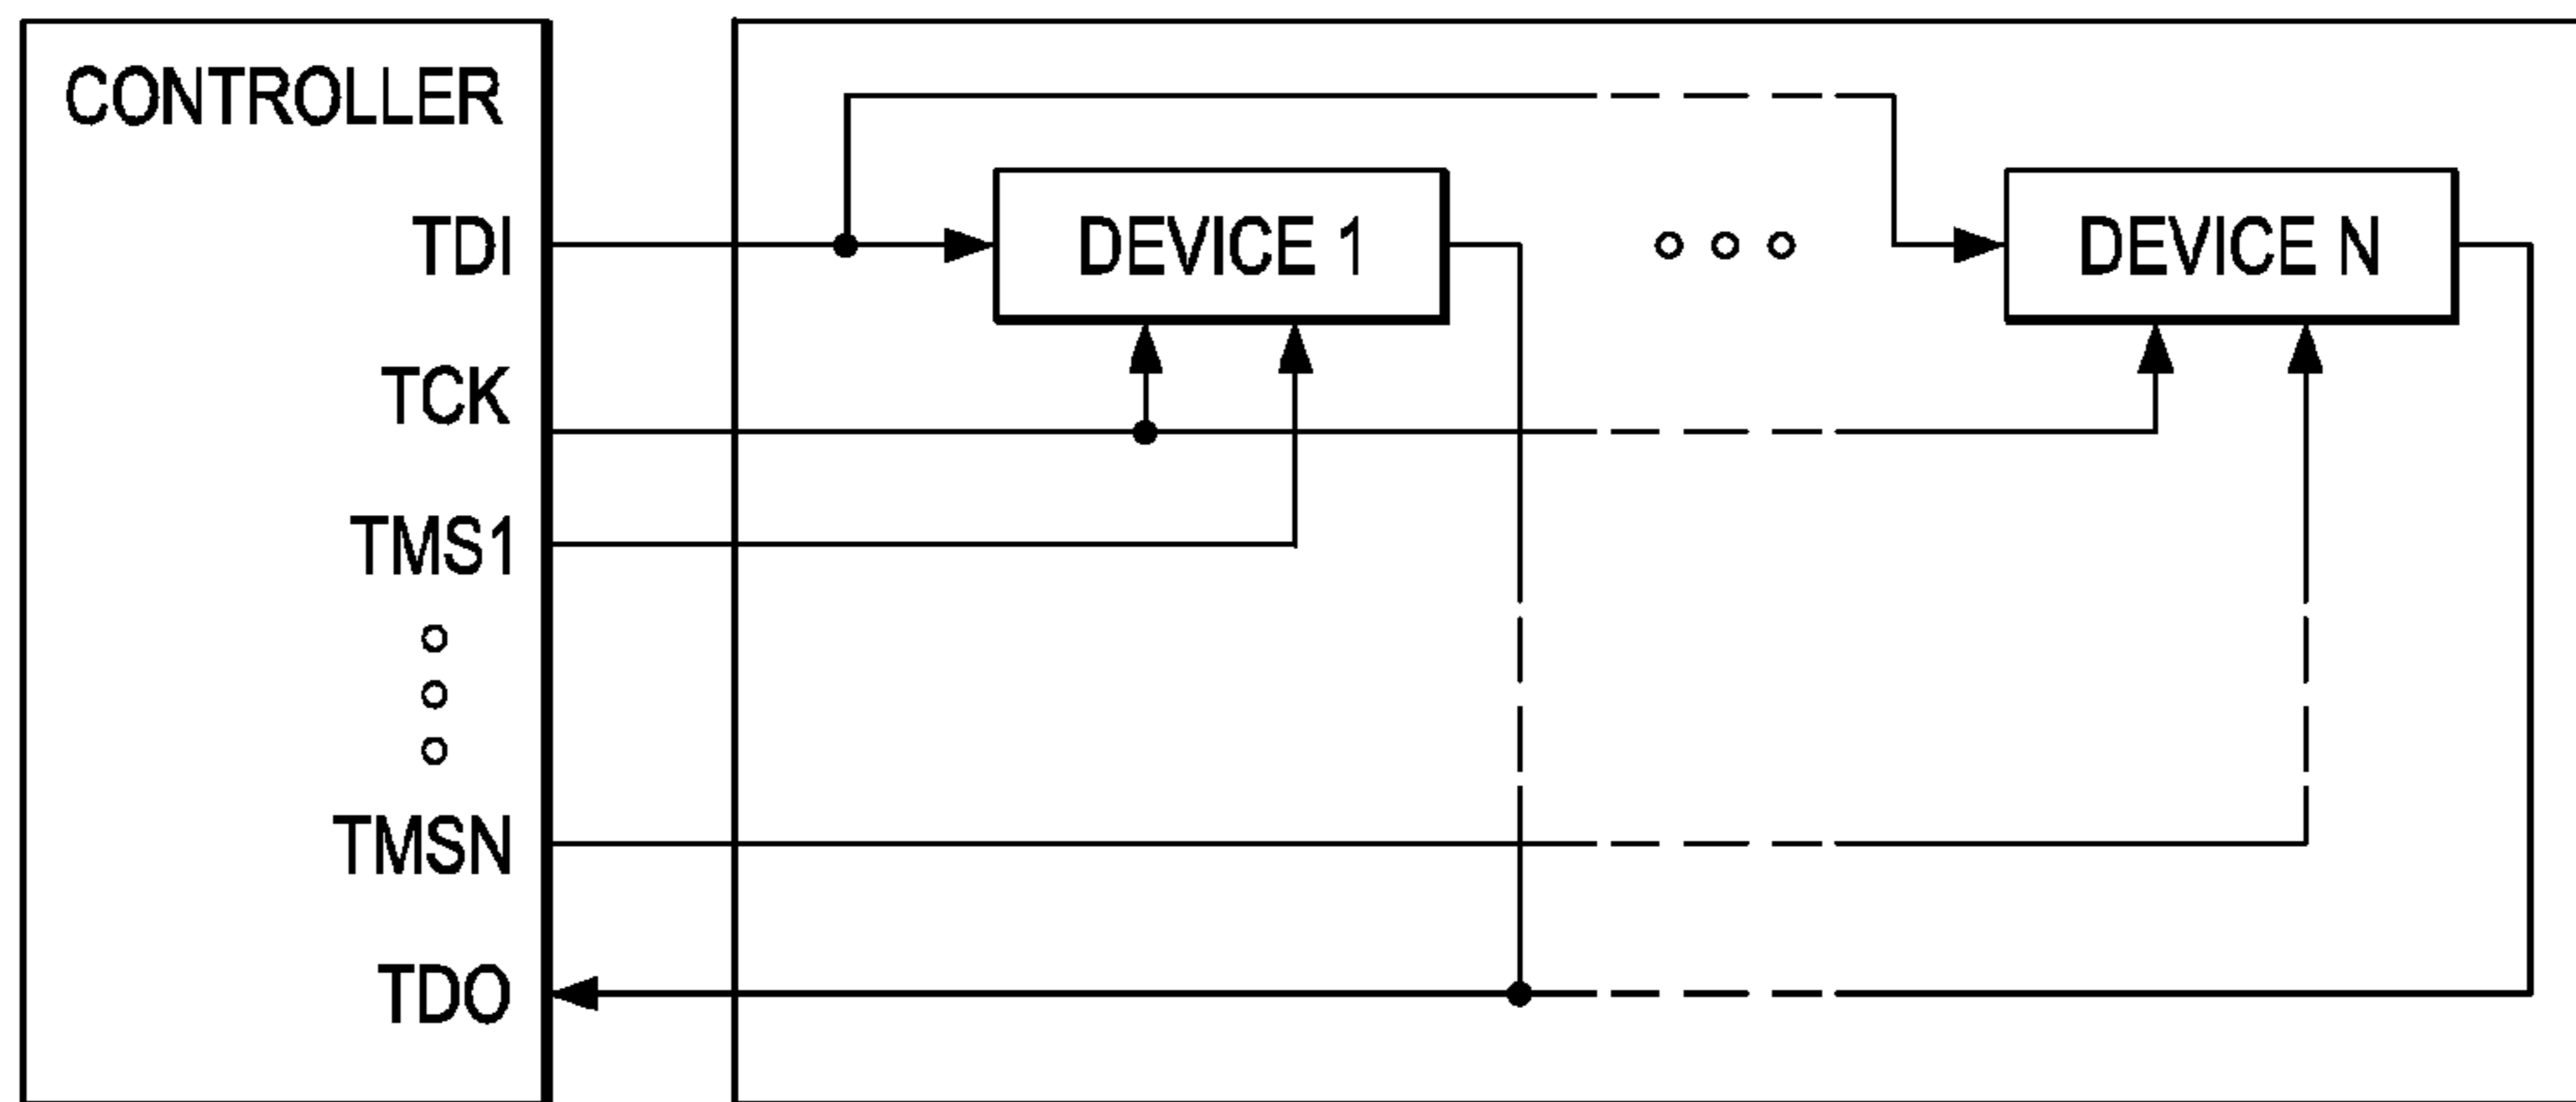 CONTROLLER
TDI
DEVICE 1
DEVICE N
TCK
TMS1
TMSN
TDO